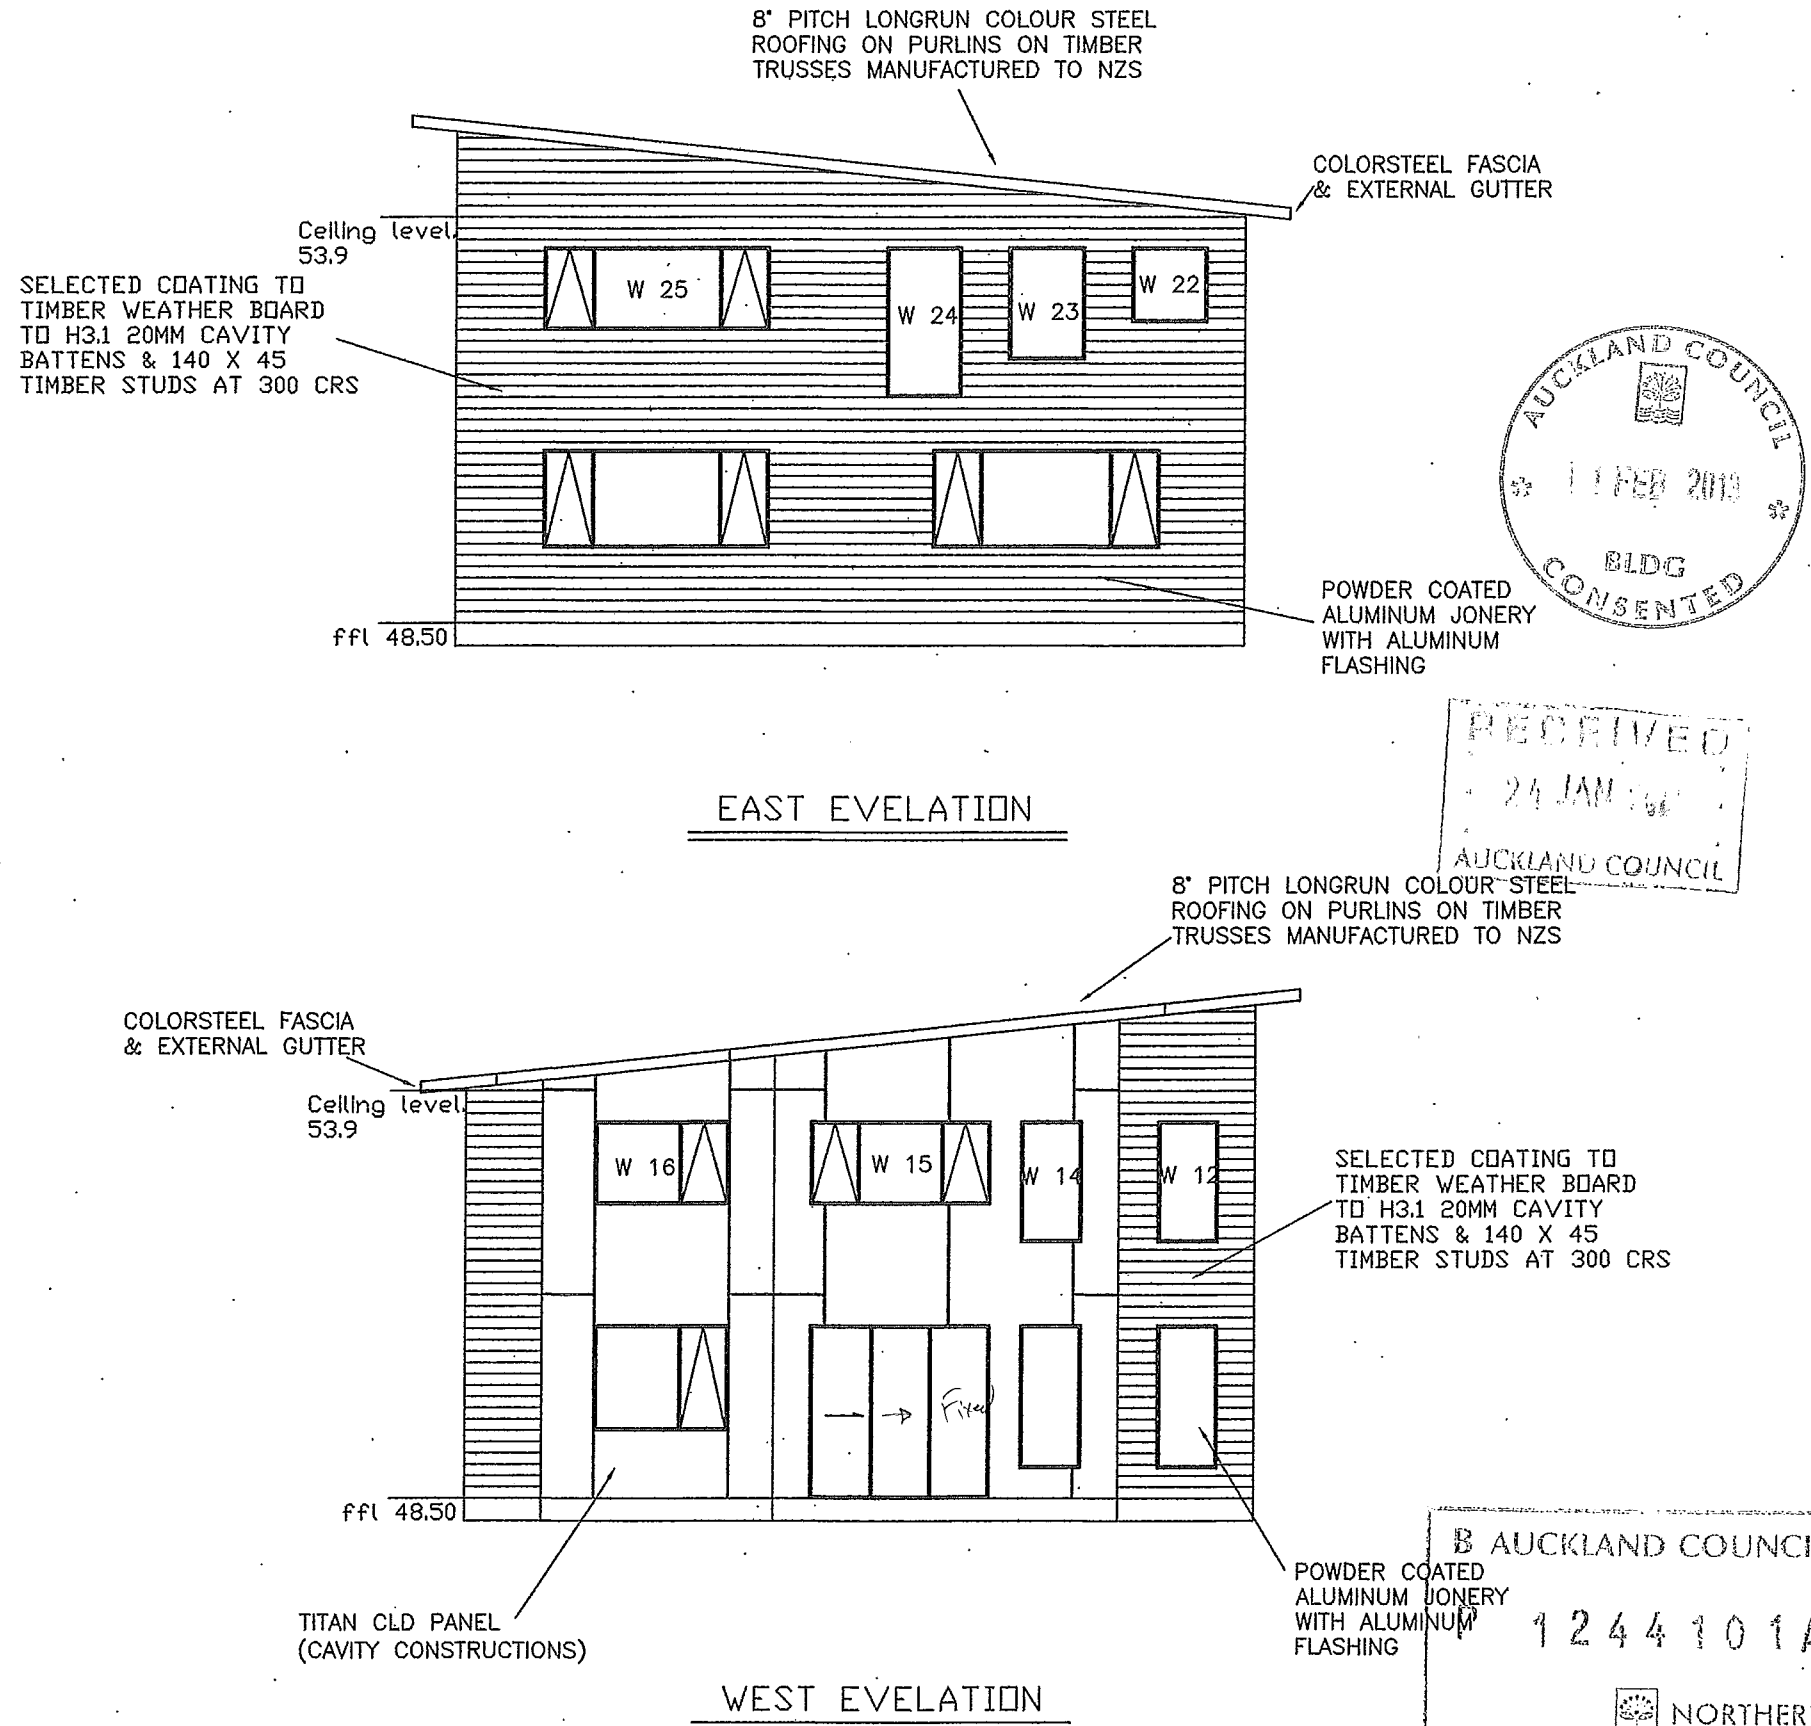 8° PITCH LONGRUN COLOUR STEEL
ROOFING ON PURLINS ON TIMBER
TRUSSES MANUFACTURED TO NZS
COLORSTEEL FASCIA
& EXTERNAL GUTTER
Ceiling level.
53.9
SELECTED COATING TO
TIMBER WEATHER BOARD
TO H3.1 20MM CAVITY
BATTENS & 140 X 45
TIMBER STUDS AT 300 CRS
W 25
W 24
W 23
W 22
AUCKLAND COUNCIL
11 FEB 2013
BLDG
CONSENTED
POWDER COATED
ALUMINUM JONERY
WITH ALUMINUM
FLASHING
ffl 48.50
EAST EVELATION
RECEIVED
24 JAN
AUCKLAND COUNCIL
8° PITCH LONGRUN COLOUR STEEL
ROOFING ON PURLINS ON TIMBER
TRUSSES MANUFACTURED TO NZS
COLORSTEEL FASCIA
& EXTERNAL GUTTER
Ceiling level.
53.9
W 16
W 15
W 14
W 12
SELECTED COATING TO
TIMBER WEATHER BOARD
TO H3.1 20MM CAVITY
BATTENS & 140 X 45
TIMBER STUDS AT 300 CRS
Fixed
ffl 48.50
TITAN CLD PANEL
(CAVITY CONSTRUCTIONS)
POWDER COATED
ALUMINUM JONERY
WITH ALUMINUM
FLASHING
B AUCKLAND COUNCI
P 1244101A
NORTHER
WEST EVELATION